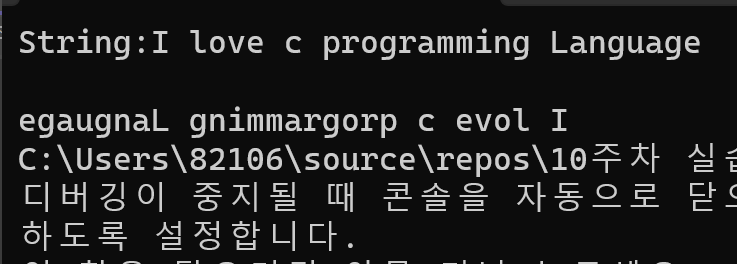 String:I love c programming Language
egaugnaL gnimmargorp c evol I
C:\Users\82106\source\repos\10주차
디버깅이 중지될 때 콘솔을 자동으로
하도록 설정합니다.